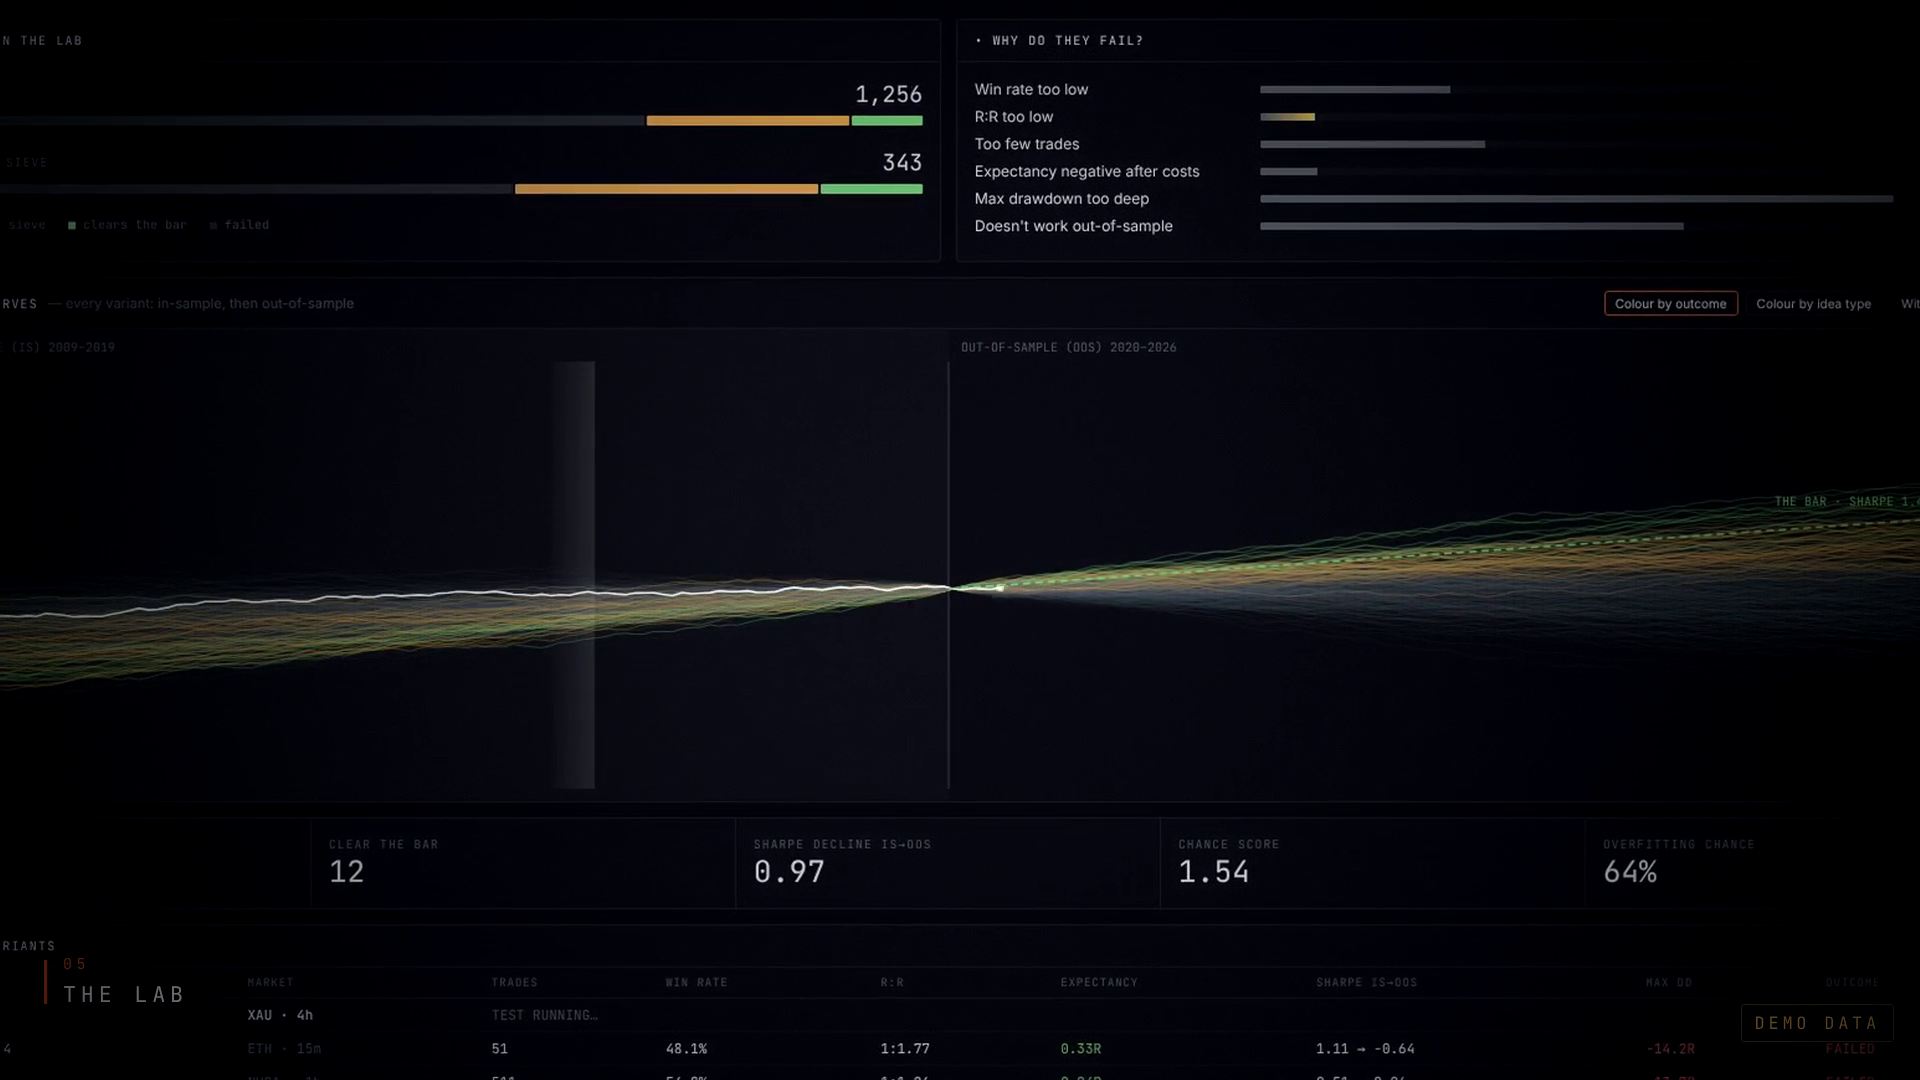 N THE LAB
1,256
SIEVE
343
sieve clears the bar failed
• WHY DO THEY FAIL?
Win rate too low
R:R too low
Too few trades
Expectancy negative after costs
Max drawdown too deep
Doesn't work out-of-sample
RVES — every variant: in-sample, then out-of-sample
Colour by outcome Colour by idea type Wit
(IS) 2009-2019
OUT-OF-SAMPLE (OOS) 2020-2026
THE BAR · SHARPE 1.
CLEAR THE BAR
12
SHARPE DECLINE IS→OOS
0.97
CHANCE SCORE
1.54
OVERFITTING CHANCE
64%
RIANTS
05
THE LAB
MARKET TRADES WIN RATE R:R EXPECTANCY SHARPE IS→OOS MAX DD OUTCOME
XAU · 4h TEST RUNNING…
4 ETH · 15m 51 48.1% 1:1.77 0.33R 1.11 → -0.64 -14.2R FAILED
DEMO DATA